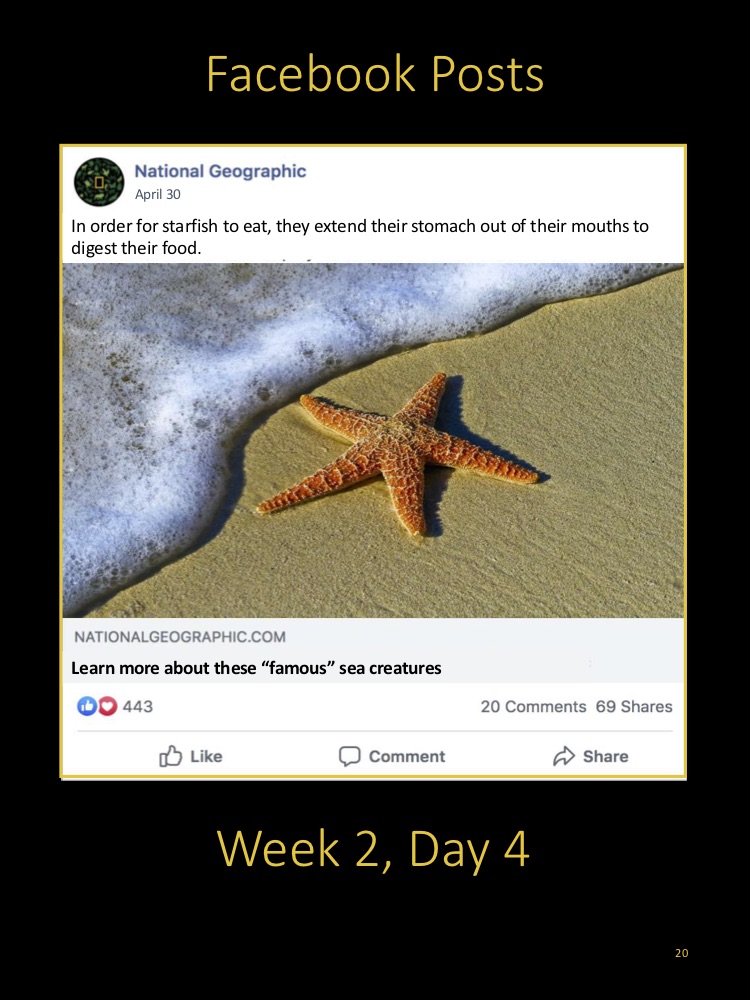 Facebook Posts
National Geographic
April 30
In order for starfish to eat, they extend their stomach out of their mouths to
digest their food.
NATIONALGEOGRAPHIC.COM
Learn more about these “famous” sea creatures
443 20 Comments 69 Shares
Like Comment Share
Week 2, Day 4
20